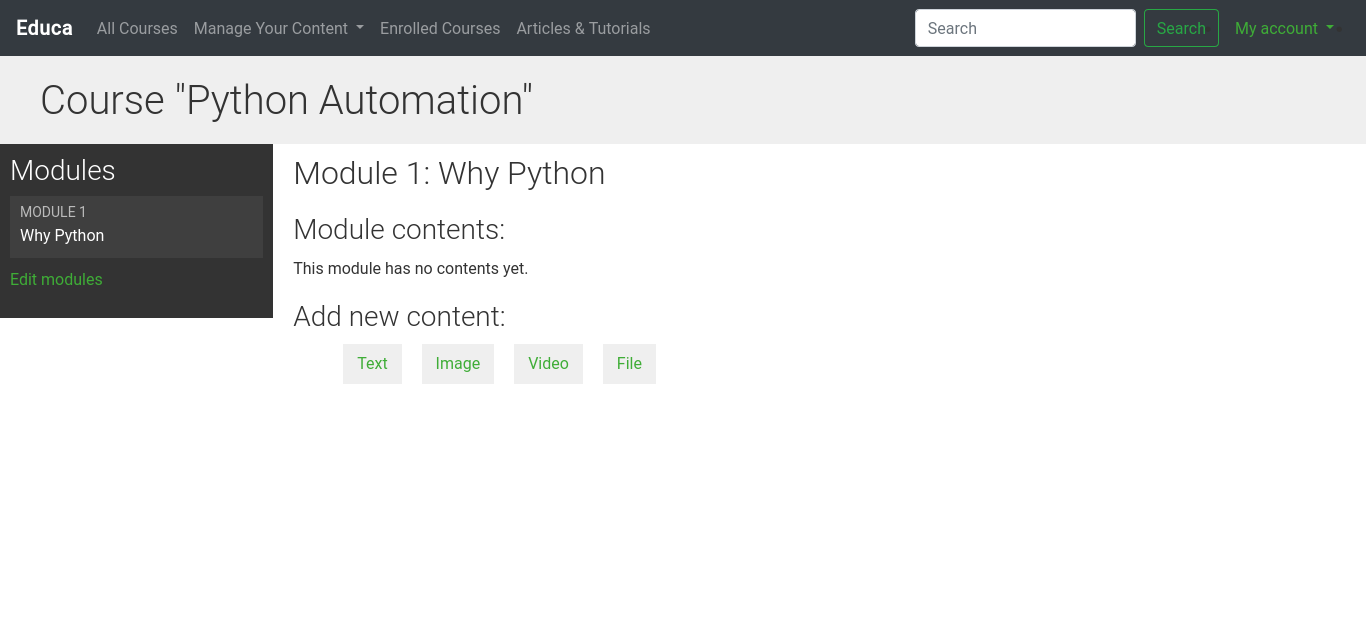 Educa All Courses Manage Your Content Enrolled Courses Articles & Tutorials Search Search My account
Course "Python Automation"
Modules
MODULE 1
Why Python
Edit modules
Module 1: Why Python
Module contents:
This module has no contents yet.
Add new content:
Text Image Video File